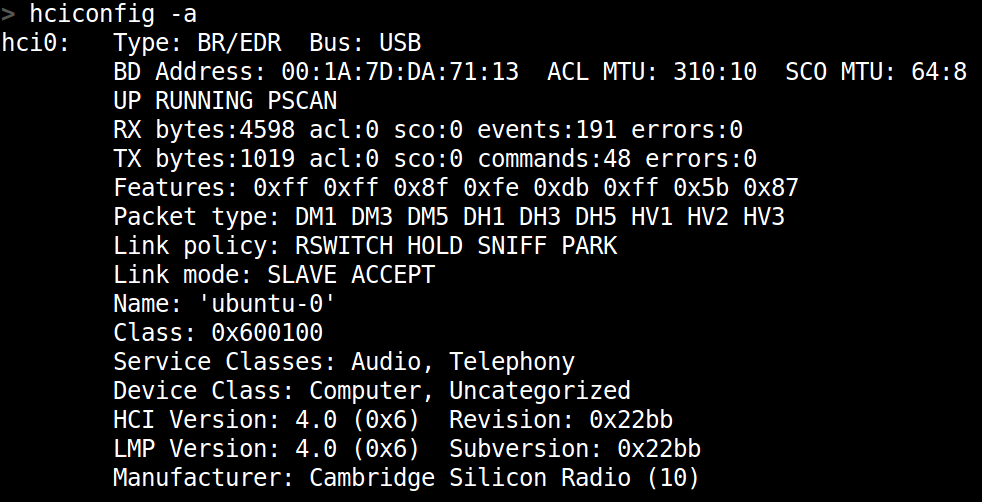 > hciconfig -a
hci0:   Type: BR/EDR  Bus: USB
        BD Address: 00:1A:7D:DA:71:13  ACL MTU: 310:10  SCO MTU: 64:8
        UP RUNNING PSCAN
        RX bytes:4598 acl:0 sco:0 events:191 errors:0
        TX bytes:1019 acl:0 sco:0 commands:48 errors:0
        Features: 0xff 0xff 0x8f 0xfe 0xdb 0xff 0x5b 0x87
        Packet type: DM1 DM3 DM5 DH1 DH3 DH5 HV1 HV2 HV3
        Link policy: RSWITCH HOLD SNIFF PARK
        Link mode: SLAVE ACCEPT
        Name: 'ubuntu-0'
        Class: 0x600100
        Service Classes: Audio, Telephony
        Device Class: Computer, Uncategorized
        HCI Version: 4.0 (0x6)  Revision: 0x22bb
        LMP Version: 4.0 (0x6)  Subversion: 0x22bb
        Manufacturer: Cambridge Silicon Radio (10)